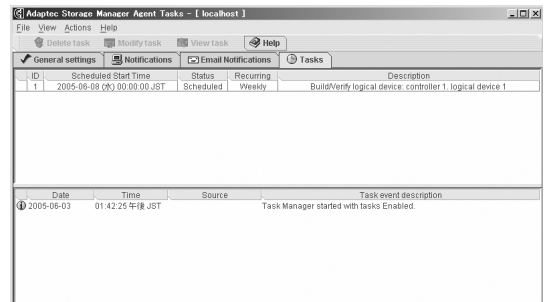 Adaptec Storage Manager Agent Tasks - [ localhost ]
File View Actions Help
Delete task Modify task View task Help
General settings Notifications Email Notifications Tasks
ID Scheduled Start Time Status Recurring Description
1 2005-06-08 (水) 00:00:00 JST Scheduled Weekly Build/Verify logical device: controller 1, logical device 1
Date Time Source Task event description
2005-06-03 01:42:25 午後 JST Task Manager started with tasks Enabled.